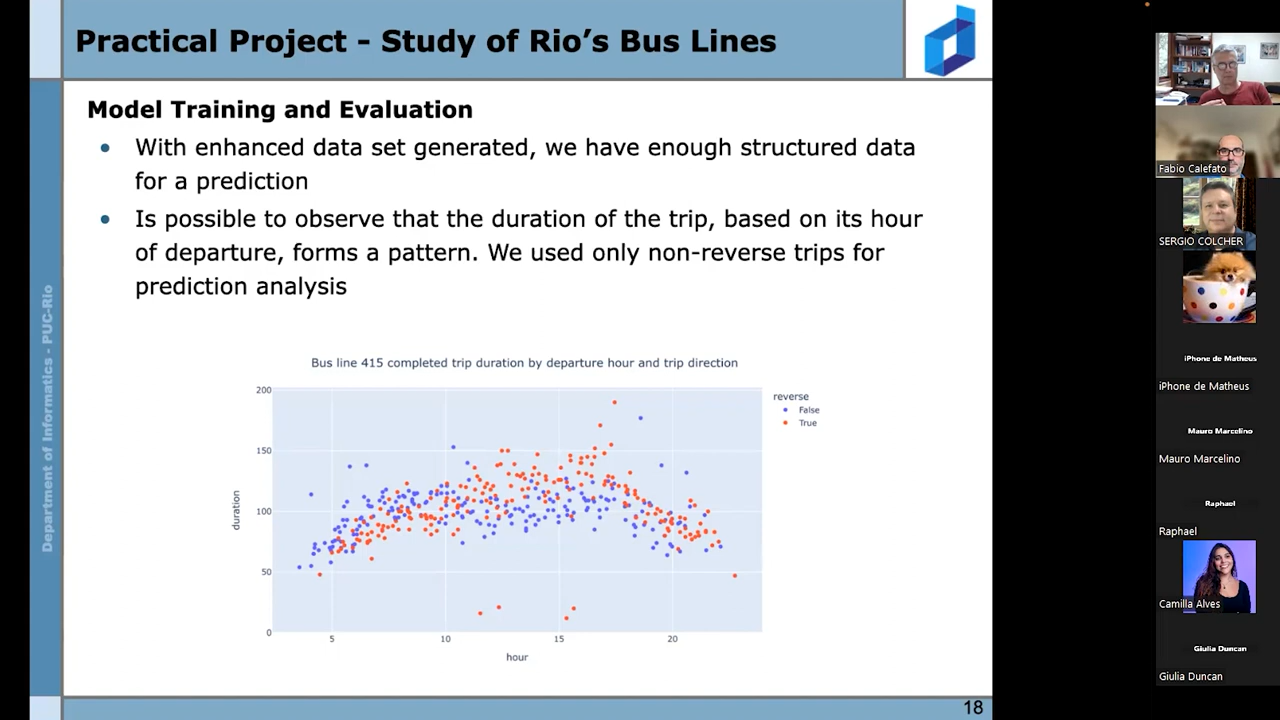 Practical Project - Study of Rio's Bus Lines
Model Training and Evaluation
With enhanced data set generated, we have enough structured data
for a prediction
Is possible to observe that the duration of the trip, based on its hour
of departure, forms a pattern. We used only non-reverse trips for
prediction analysis
Department of Informatics - PUC-Rio
Bus line 415 completed trip duration by departure hour and trip direction
reverse
False
True
200
150
100
50
0
duration
5
10
15
20
hour
18
Fabio Calefato
SERGIO COLCHER
iPhone de Matheus
iPhone de Matheus
Mauro Marcelino
Mauro Marcelino
Raphael
Raphael
Camilla Alves
Giulia Duncan
Giulia Duncan